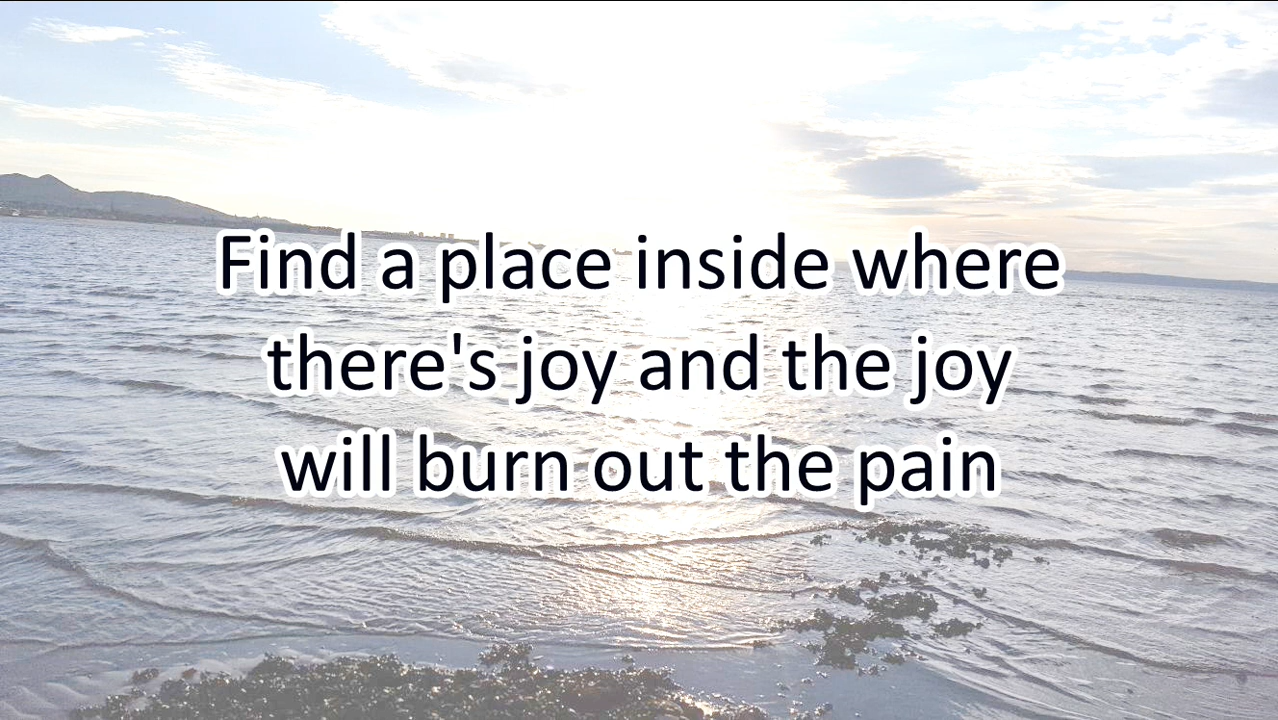 Find a place inside where
there's joy and the joy
will burn out the pain